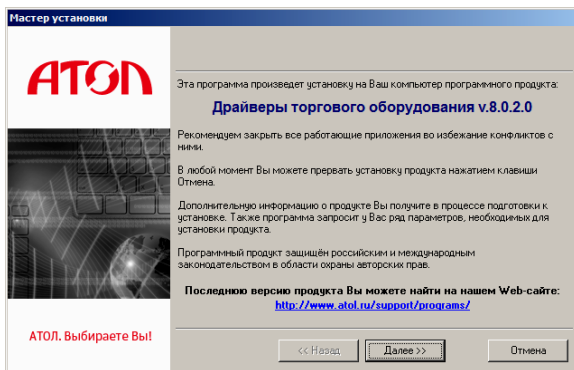 Мастер установки
АТОЛ
Эта программа произведет установку на Ваш компьютер программного продукта:
Драйверы торгового оборудования v.8.0.2.0
Рекомендуем закрыть все работающие приложения во избежание конфликтов с
ними.
В любой момент Вы можете прервать установку продукта нажатием клавиши
Отмена.
Дополнительную информацию о продукте Вы получите в процессе подготовки к
установке. Также программа запросит у Вас ряд параметров, необходимых для
установки продукта.
Программный продукт защищён российским и международным
законодательством в области охраны авторских прав.
Последнюю версию продукта Вы можете найти на нашем Web-сайте:
http://www.atol.ru/support/programs/
АТОЛ. Выбираете Вы!
<< Назад
Далее >>
Отмена